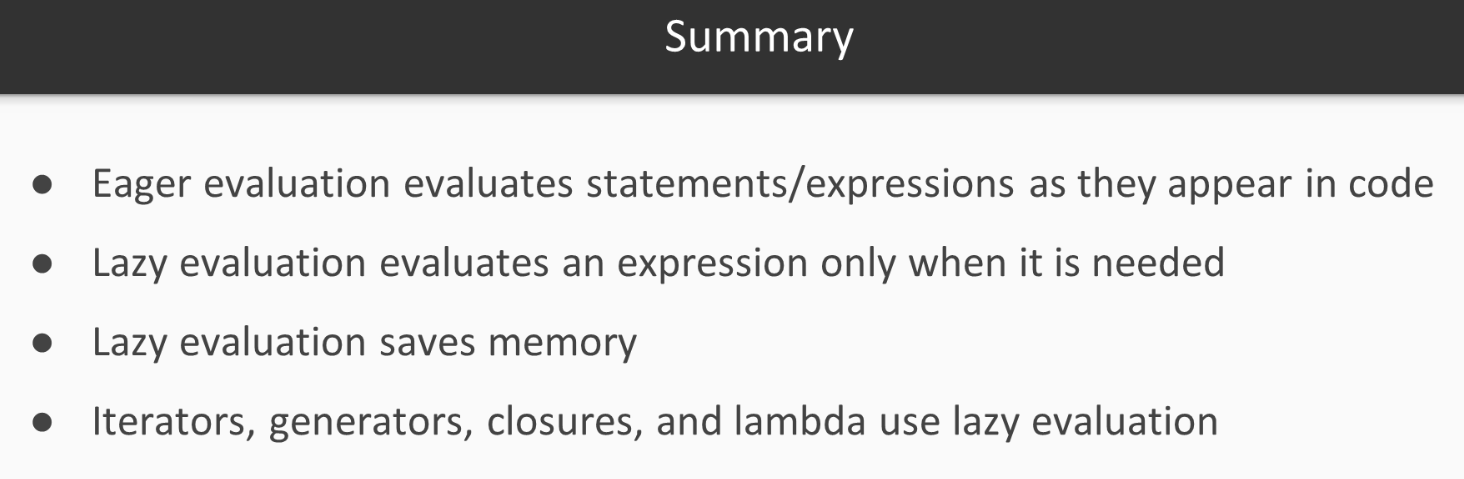 Summary
● Eager evaluation evaluates statements/expressions as they appear in code
● Lazy evaluation evaluates an expression only when it is needed
● Lazy evaluation saves memory
● Iterators, generators, closures, and lambda use lazy evaluation